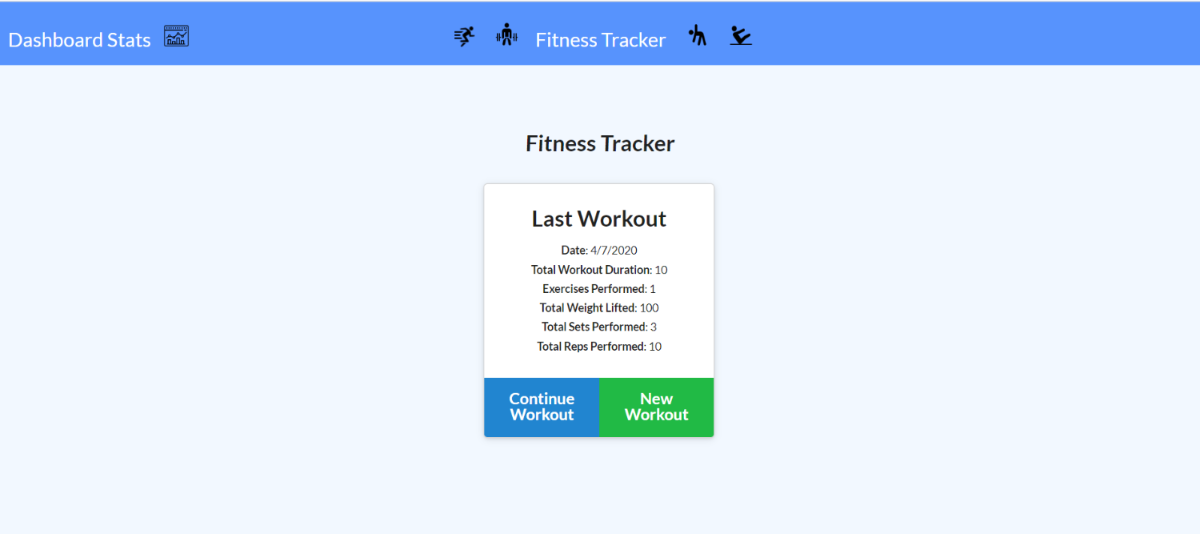 Dashboard Stats
Fitness Tracker
Fitness Tracker
Last Workout
Date: 4/7/2020
Total Workout Duration: 10
Exercises Performed: 1
Total Weight Lifted: 100
Total Sets Performed: 3
Total Reps Performed: 10
Continue
Workout
New
Workout